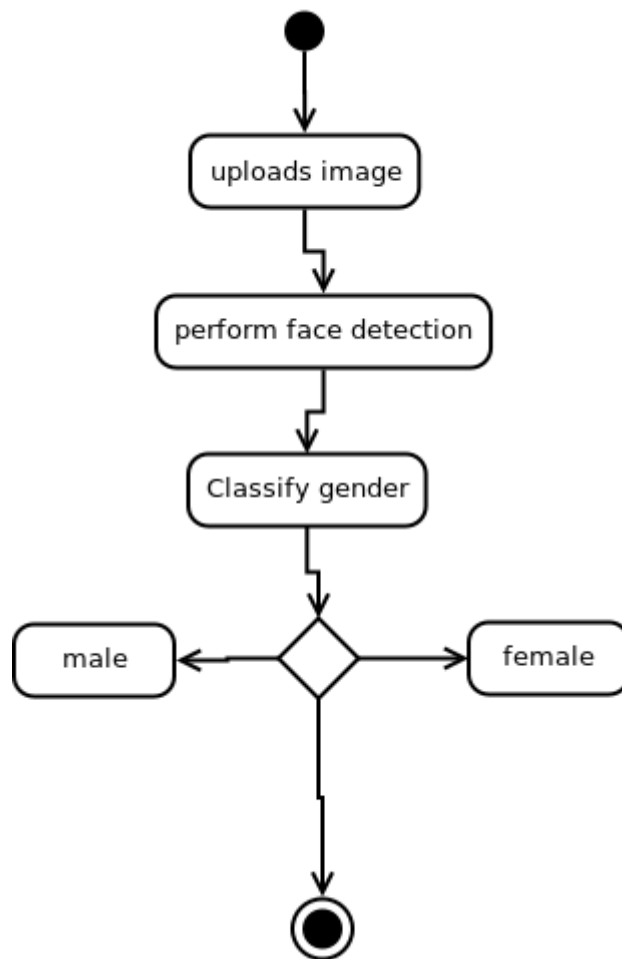 uploads image
perform face detection
Classify gender
male
female